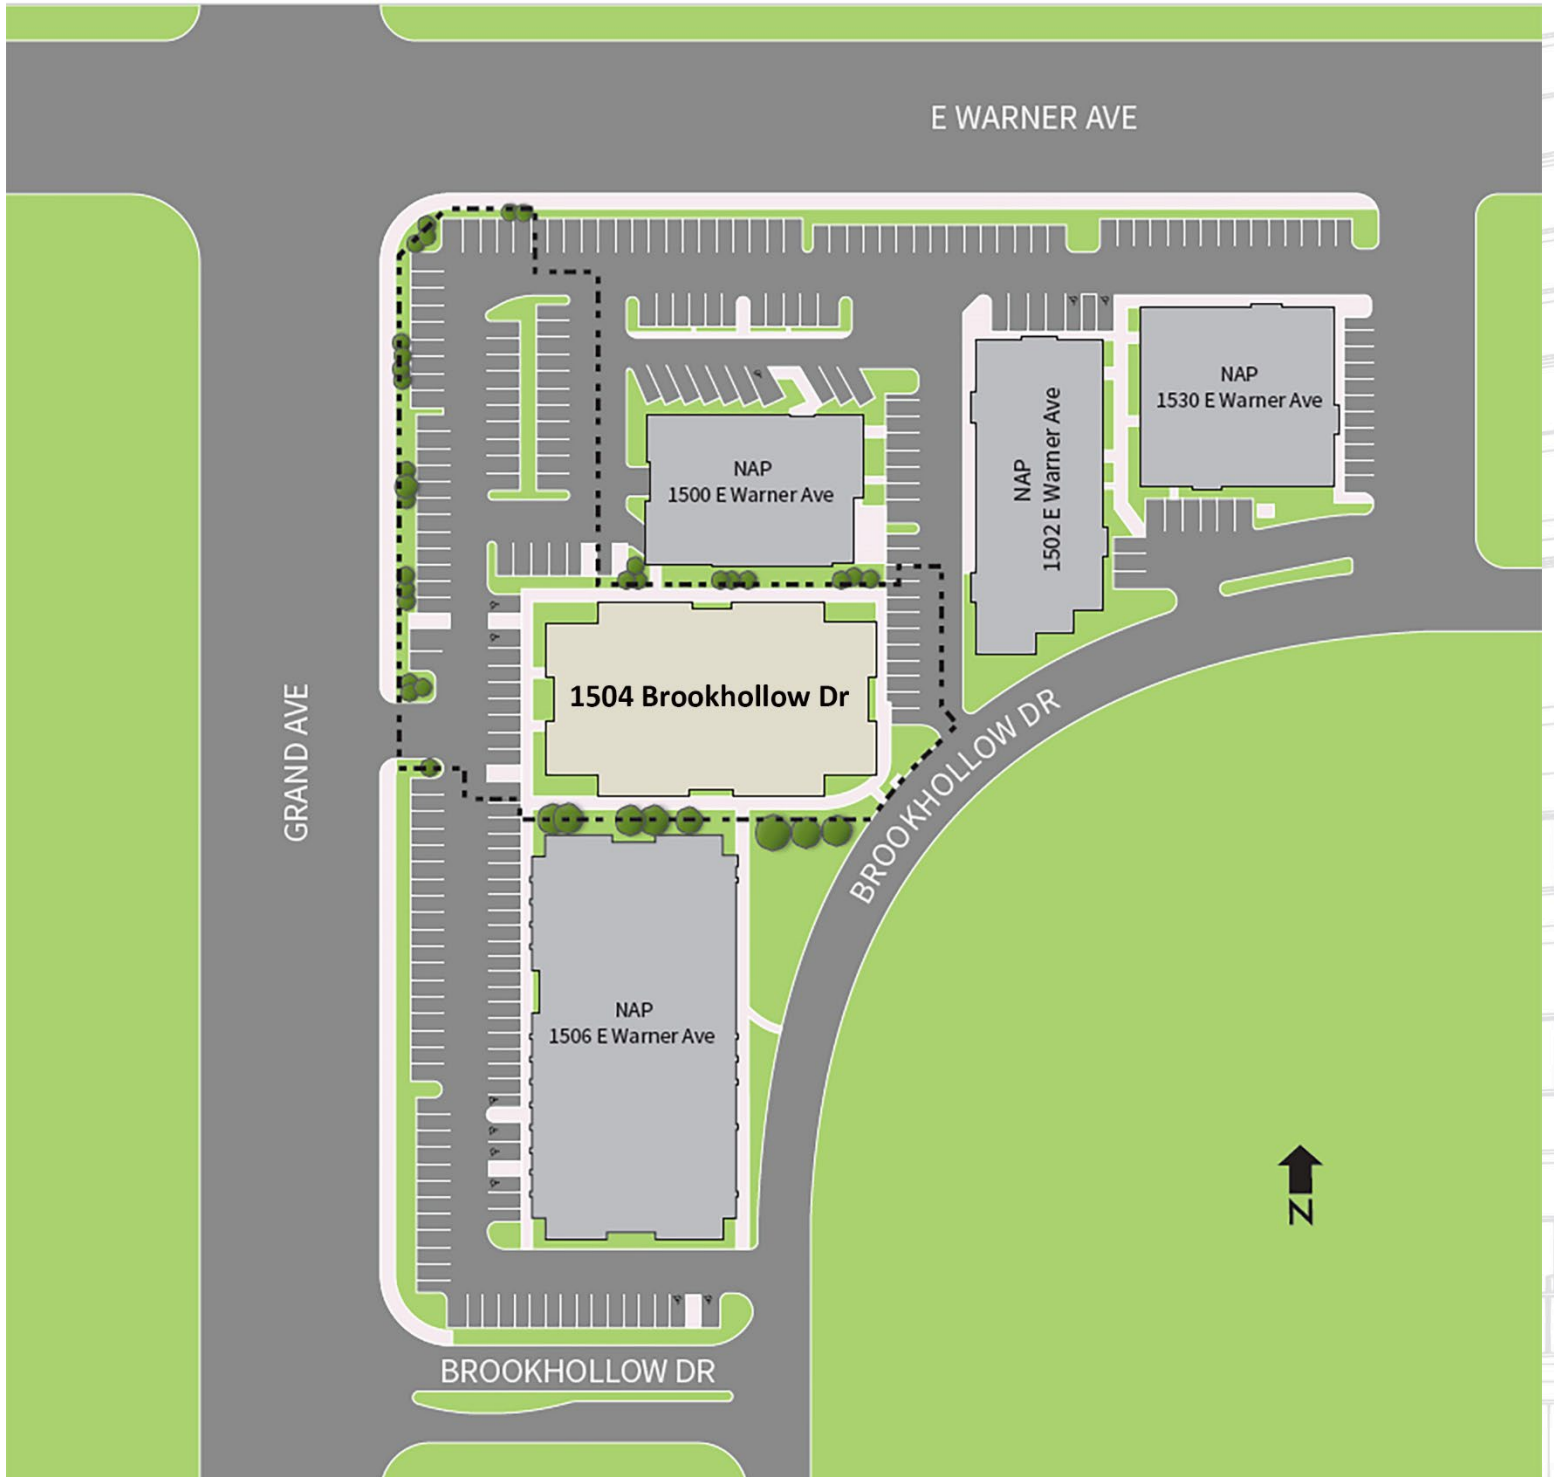 E WARNER AVE
NAP
1530 E Warner Ave
NAP
1502 E Warner Ave
NAP
1500 E Warner Ave
1504 Brookhollow Dr
GRAND AVE
BROOKHOLLOW DR
NAP
1506 E Warner Ave
N
BROOKHOLLOW DR